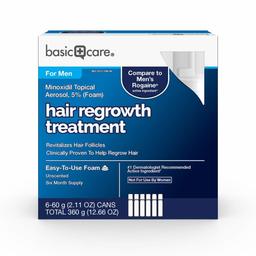 basic care®
For Men
Minoxidil Topical
Aerosol, 5% (Foam)
Compare to
Men's
Rogaine®
active ingredient*
hair regrowth
treatment
Revitalizes Hair Follicles
Clinically Proven To Help Regrow Hair
Easy-To-Use Foam
Unscented
Six Month Supply
#1 Dermatologist Recommended
Active Ingredient*
Not For Use By Women
6-60 g (2.11 OZ) CANS
TOTAL 360 g (12.66 OZ)